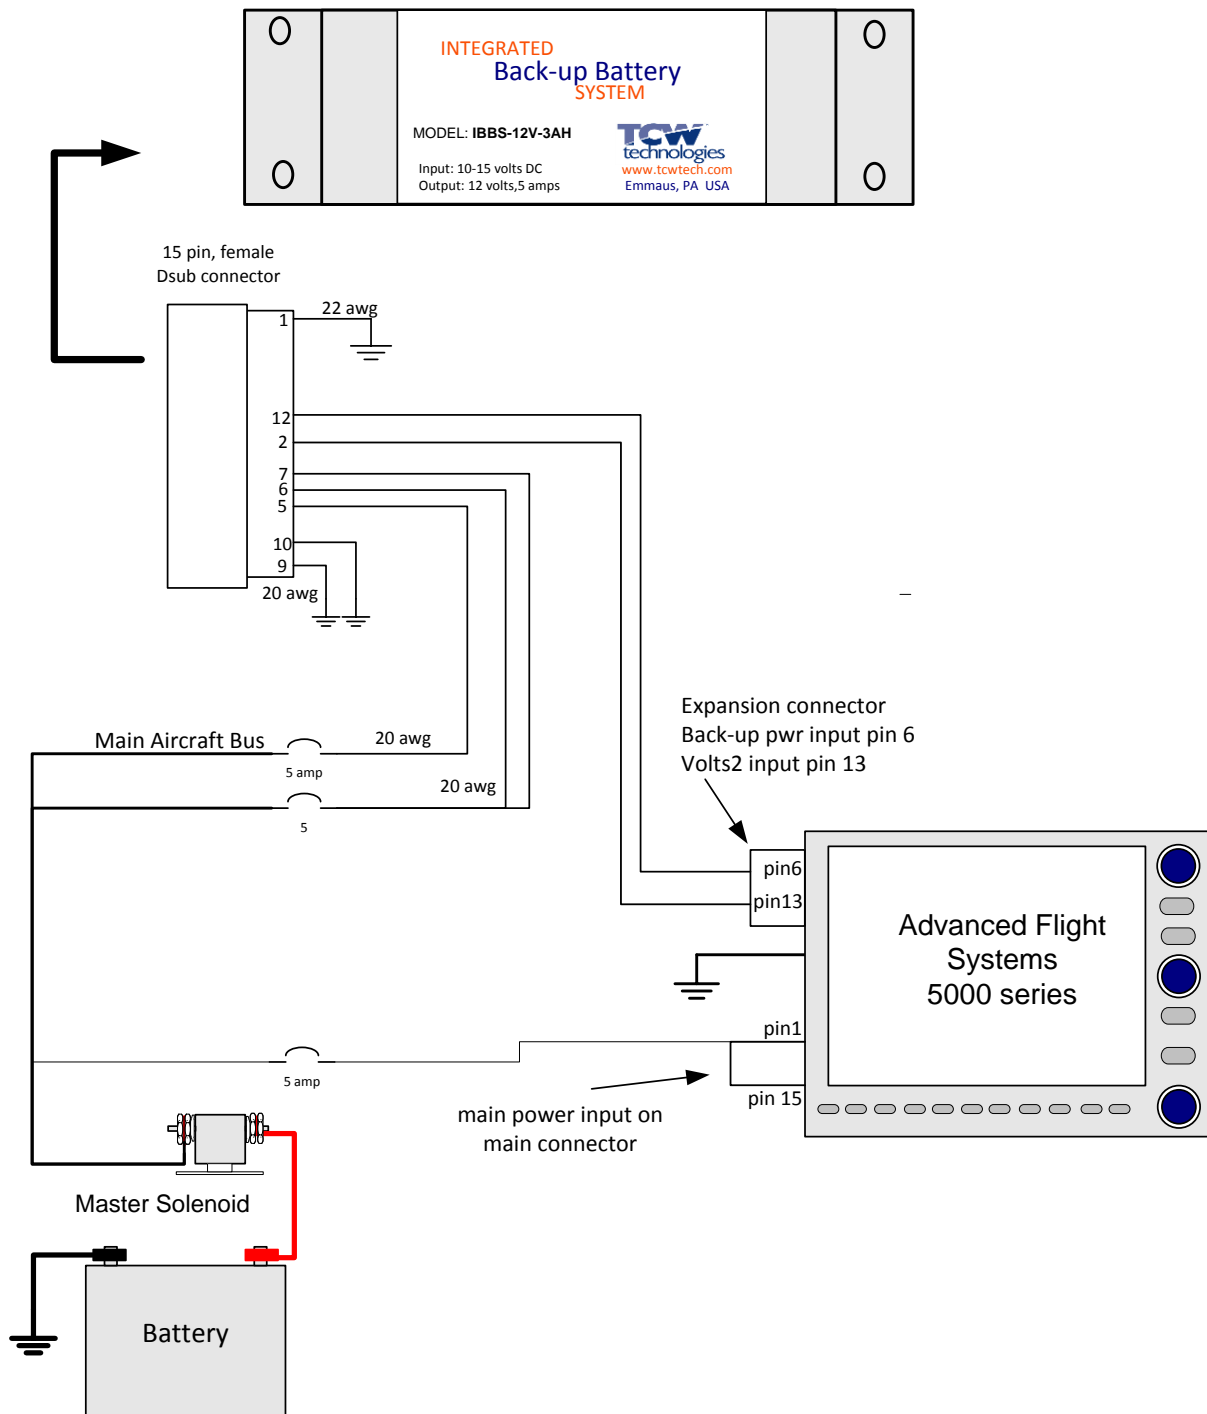 INTEGRATED
Back-up Battery
SYSTEM
MODEL: IBBS-12V-3AH
TCW
technologies
Input: 10-15 volts DC
www.tcwtech.com
Output: 12 volts,5 amps
Emmaus, PA USA
15 pin, female
Dsub connector
22 awg
1
12
2
7
6
5
10
9
20 awg
Expansion connector
Back-up pwr input pin 6
Volts2 input pin 13
Main Aircraft Bus
20 awg
5 amp
20 awg
5
pin6
pin13
Advanced Flight
Systems
5000 series
pin1
5 amp
pin 15
main power input on
main connector
Master Solenoid
Battery